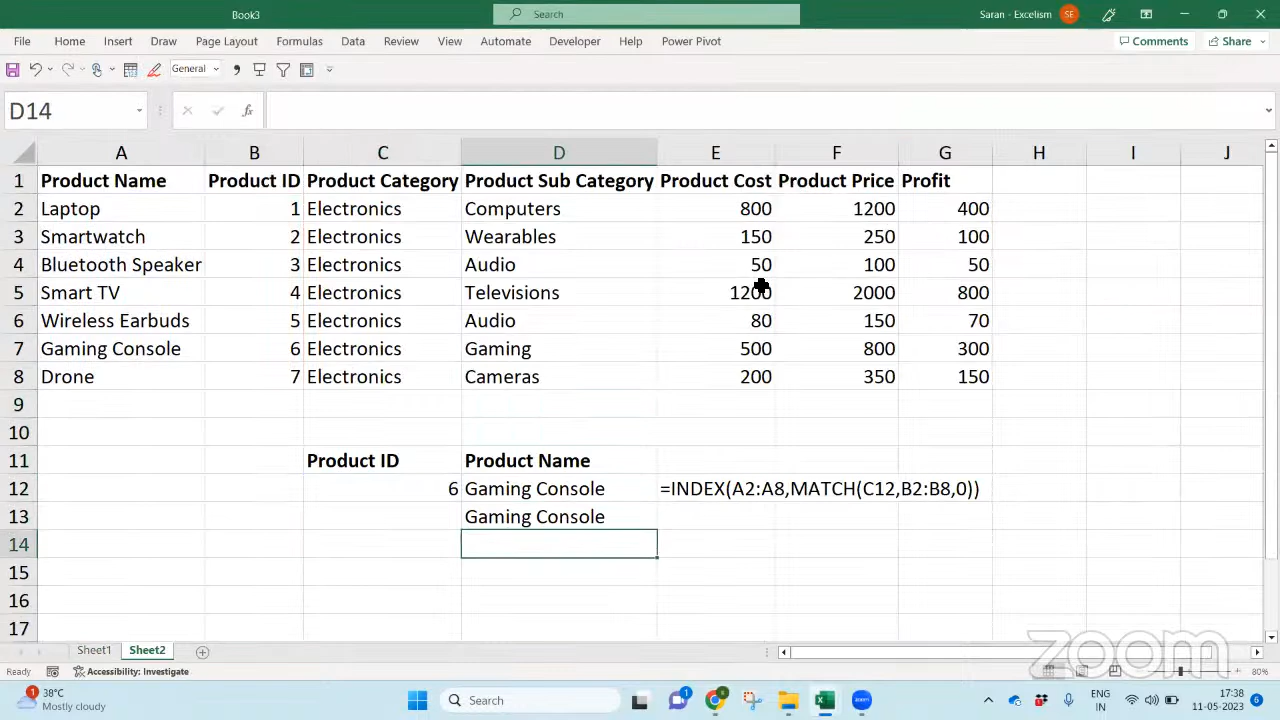 Book3
Search
Saran - Excelism SE
File Home Insert Draw Page Layout Formulas Data Review View Automate Developer Help Power Pivot Comments Share
General
D14 fx
A B C D E F G H I J
1 Product Name Product ID Product Category Product Sub Category Product Cost Product Price Profit
2 Laptop 1 Electronics Computers 800 1200 400
3 Smartwatch 2 Electronics Wearables 150 250 100
4 Bluetooth Speaker 3 Electronics Audio 50 100 50
5 Smart TV 4 Electronics Televisions 1200 2000 800
6 Wireless Earbuds 5 Electronics Audio 80 150 70
7 Gaming Console 6 Electronics Gaming 500 800 300
8 Drone 7 Electronics Cameras 200 350 150
9
10
11 Product ID Product Name
12 6 Gaming Console =INDEX(A2:A8,MATCH(C12,B2:B8,0))
13 Gaming Console
14
15
16
17
Sheet1 Sheet2
zoom
Ready Accessibility: Investigate 80%
1 38°C
Mostly cloudy
Search
1
ENG
IN
17:38
11-05-2023
6